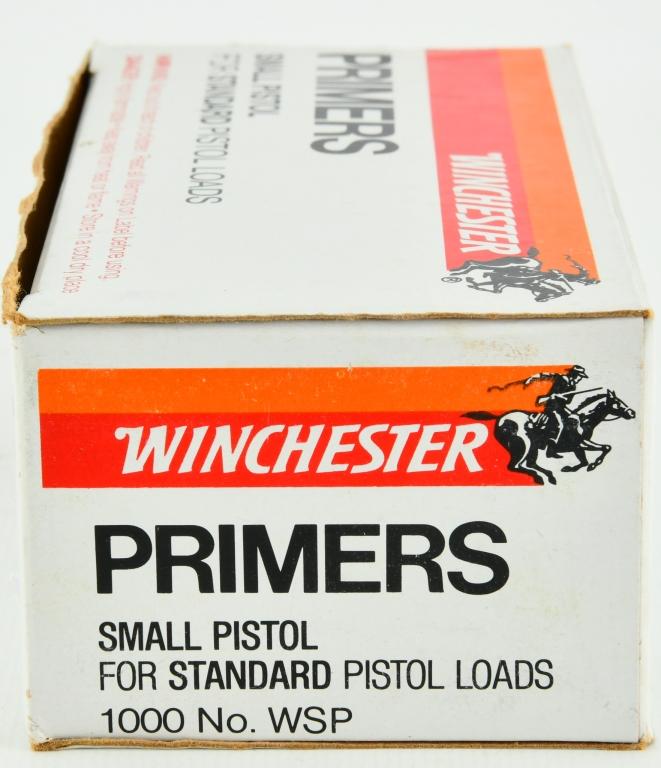 PRIMERS
SMALL PISTOL
FOR STANDARD PISTOL LOADS
WINCHESTER
®
WINCHESTER
PRIMERS
SMALL PISTOL
FOR STANDARD PISTOL LOADS
1000 No. WSP